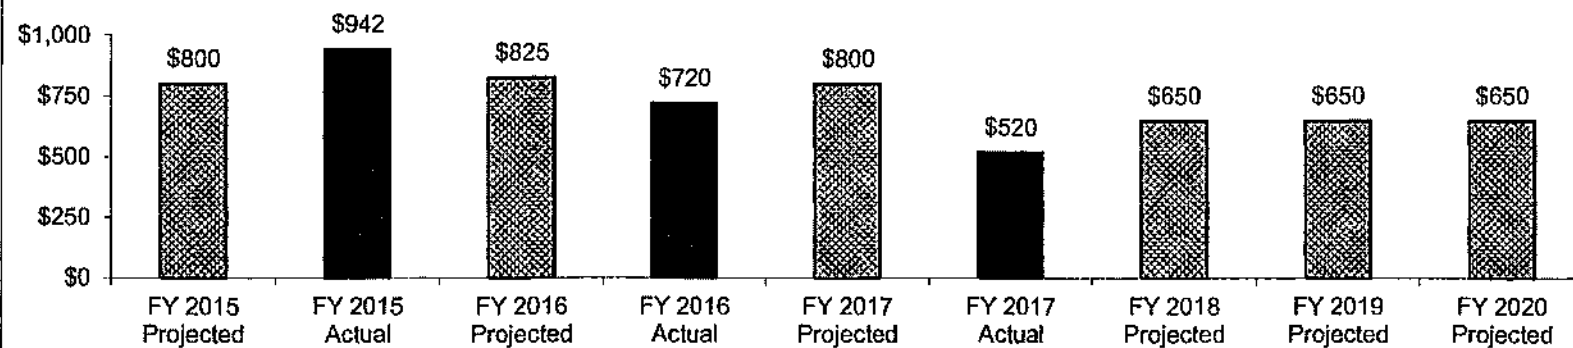 $1,000
$750
$500
$250
$0
$800
$942
$825
$720
$800
$520
$650
$650
$650
FY 2015 Projected
FY 2015 Actual
FY 2016 Projected
FY 2016 Actual
FY 2017 Projected
FY 2017 Actual
FY 2018 Projected
FY 2019 Projected
FY 2020 Projected